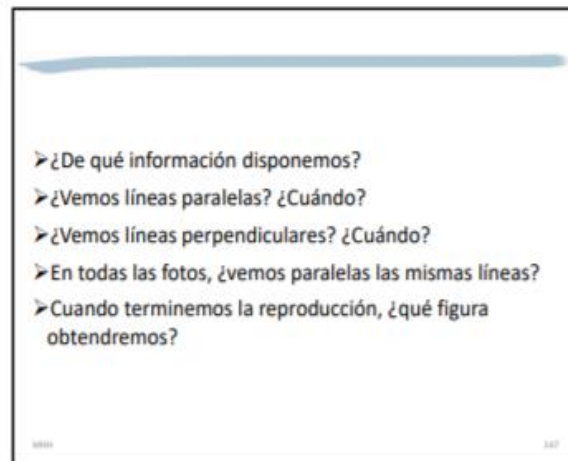 ➤¿De qué información disponemos?
➤¿Vemos líneas paralelas? ¿Cuándo?
➤¿Vemos líneas perpendiculares? ¿Cuándo?
➤En todas las fotos, ¿vemos paralelas las mismas líneas?
➤Cuando terminemos la reproducción, ¿qué figura
obtendremos?